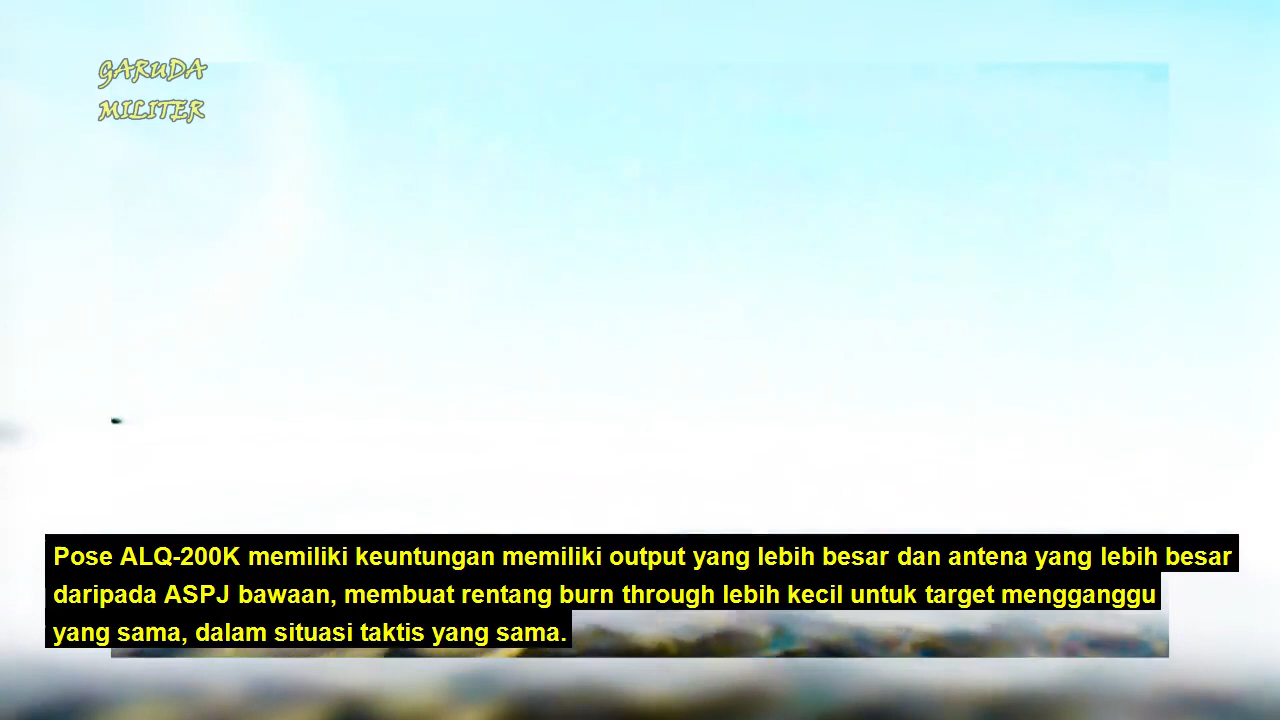 GARUDA
MILITER
Pose ALQ-200K memiliki keuntungan memiliki output yang lebih besar dan antena yang lebih besar
daripada ASPJ bawaan, membuat rentang burn through lebih kecil untuk target mengganggu
yang sama, dalam situasi taktis yang sama.